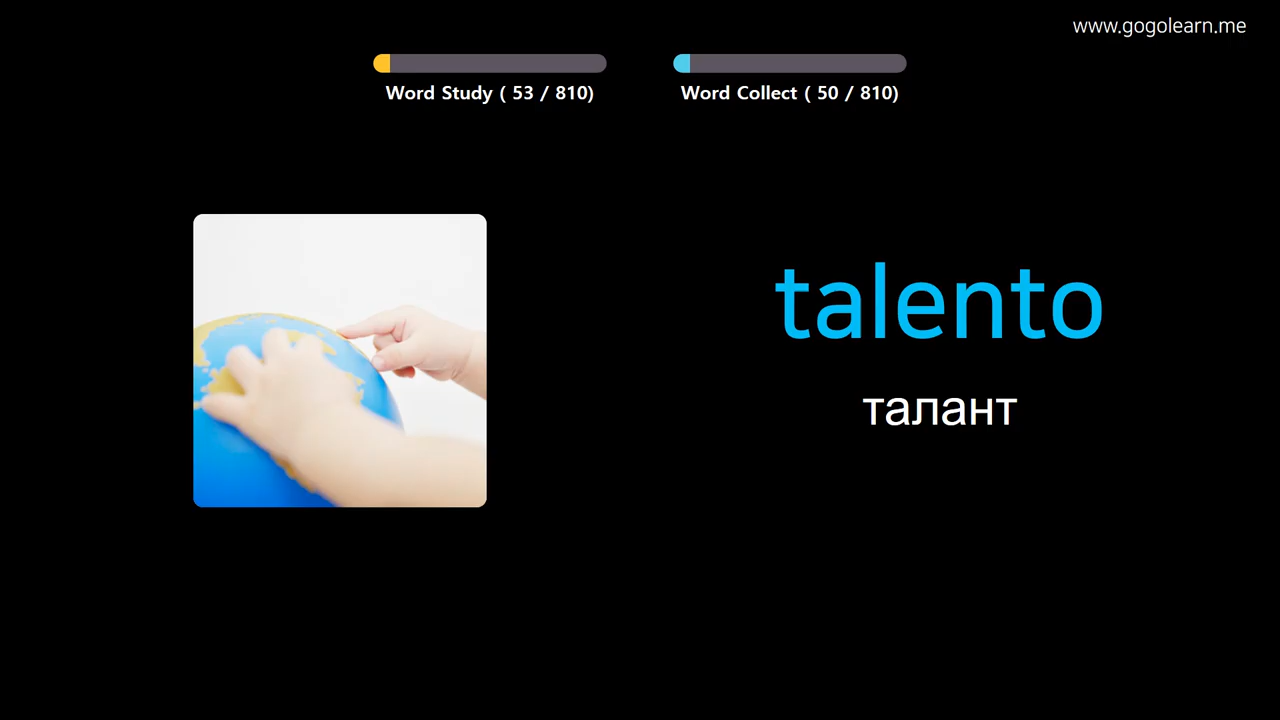 www.gogolearn.me
Word Study ( 53 / 810)
Word Collect ( 50 / 810)
talento
талант